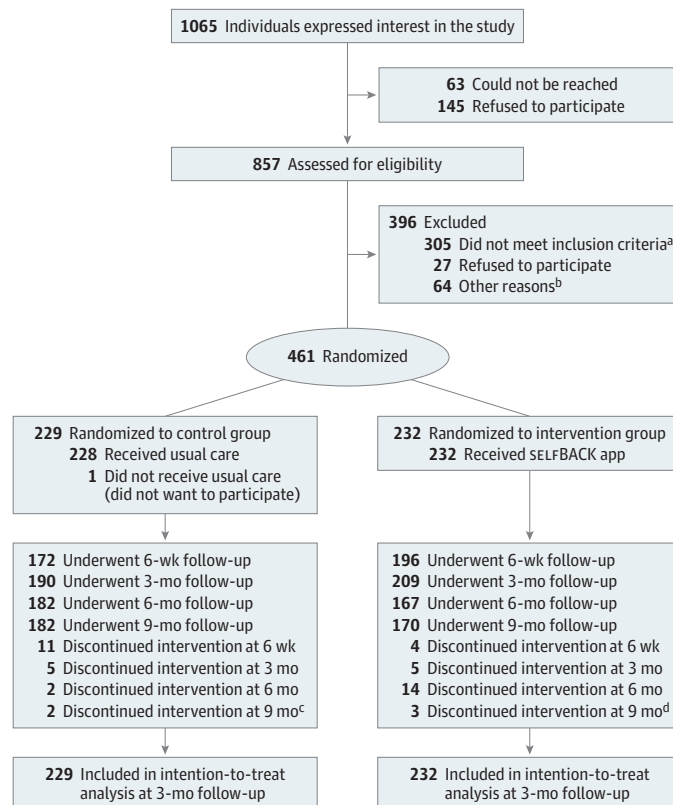 1065 Individuals expressed interest in the study
63 Could not be reached
145 Refused to participate
857 Assessed for eligibility
396 Excluded
305 Did not meet inclusion criteriaᵃ
27 Refused to participate
64 Other reasonsᵇ
461 Randomized
229 Randomized to control group
228 Received usual care
1 Did not receive usual care
(did not want to participate)
232 Randomized to intervention group
232 Received SELFBACK app
172 Underwent 6-wk follow-up
190 Underwent 3-mo follow-up
182 Underwent 6-mo follow-up
182 Underwent 9-mo follow-up
11 Discontinued intervention at 6 wk
5 Discontinued intervention at 3 mo
2 Discontinued intervention at 6 mo
2 Discontinued intervention at 9 moᶜ
196 Underwent 6-wk follow-up
209 Underwent 3-mo follow-up
167 Underwent 6-mo follow-up
170 Underwent 9-mo follow-up
4 Discontinued intervention at 6 wk
5 Discontinued intervention at 3 mo
14 Discontinued intervention at 6 mo
3 Discontinued intervention at 9 moᵈ
229 Included in intention-to-treat
analysis at 3-mo follow-up
232 Included in intention-to-treat
analysis at 3-mo follow-up